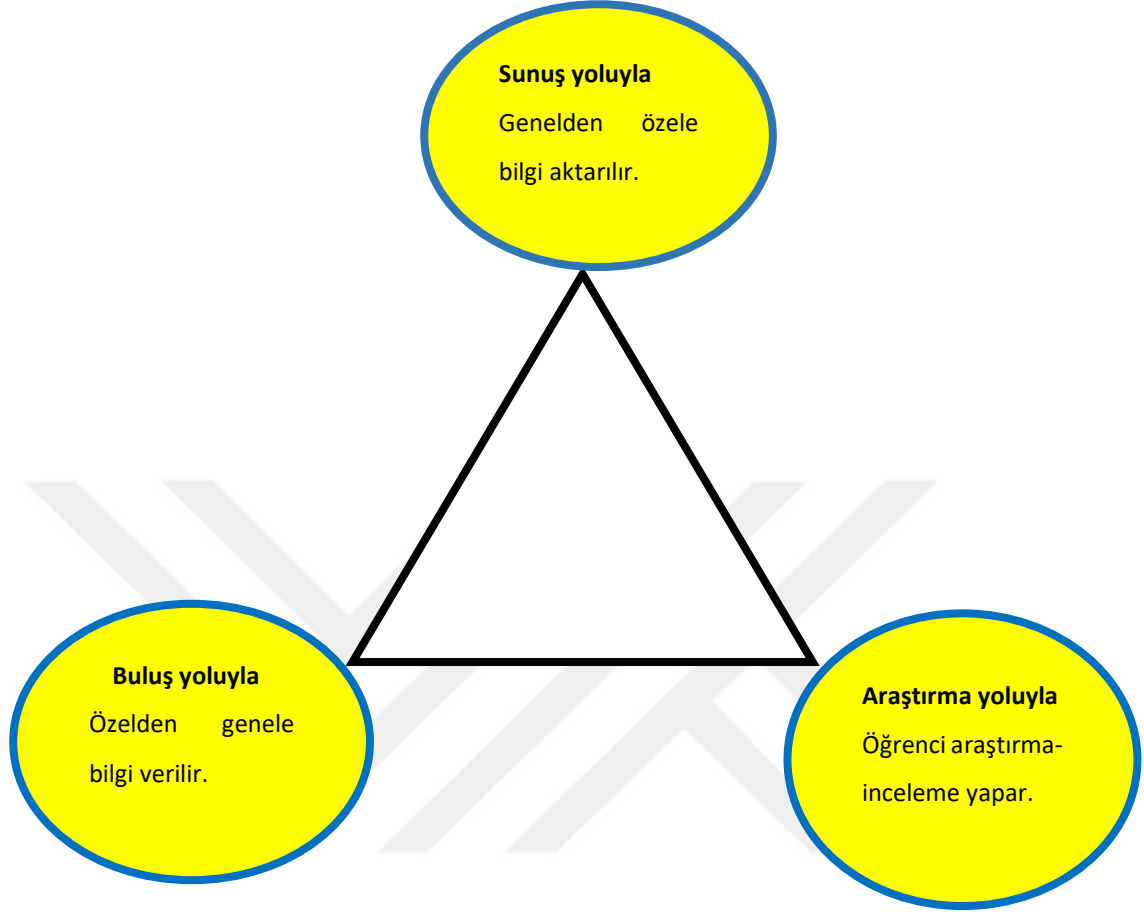 Sunuş yoluyla
Genelden özele
bilgi aktarılır.
Buluş yoluyla
Özelden genele
bilgi verilir.
Araştırma yoluyla
Öğrenci araştırma-
inceleme yapar.